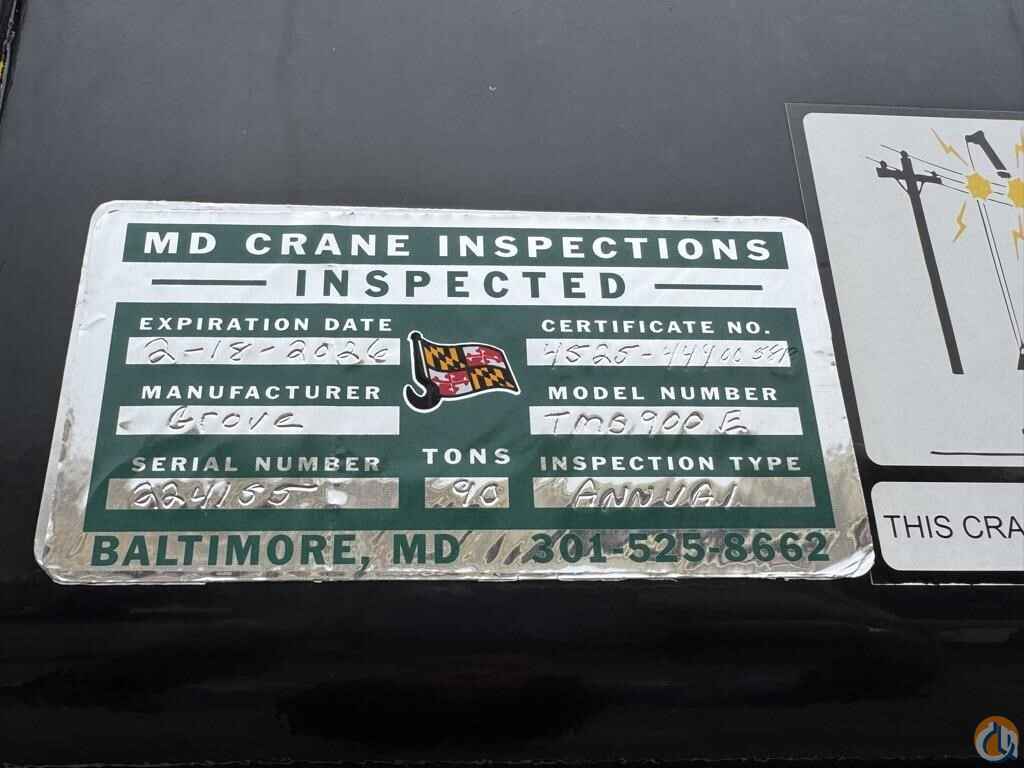 MD CRANE INSPECTIONS
INSPECTED
EXPIRATION DATE
2-18-2026
CERTIFICATE NO.
MANUFACTURER
Grove
MODEL NUMBER
TMS900E
SERIAL NUMBER
224155
TONS
90
INSPECTION TYPE
ANNUAL
BALTIMORE, MD 301-525-8662
THIS CRA